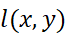 l(x, y)